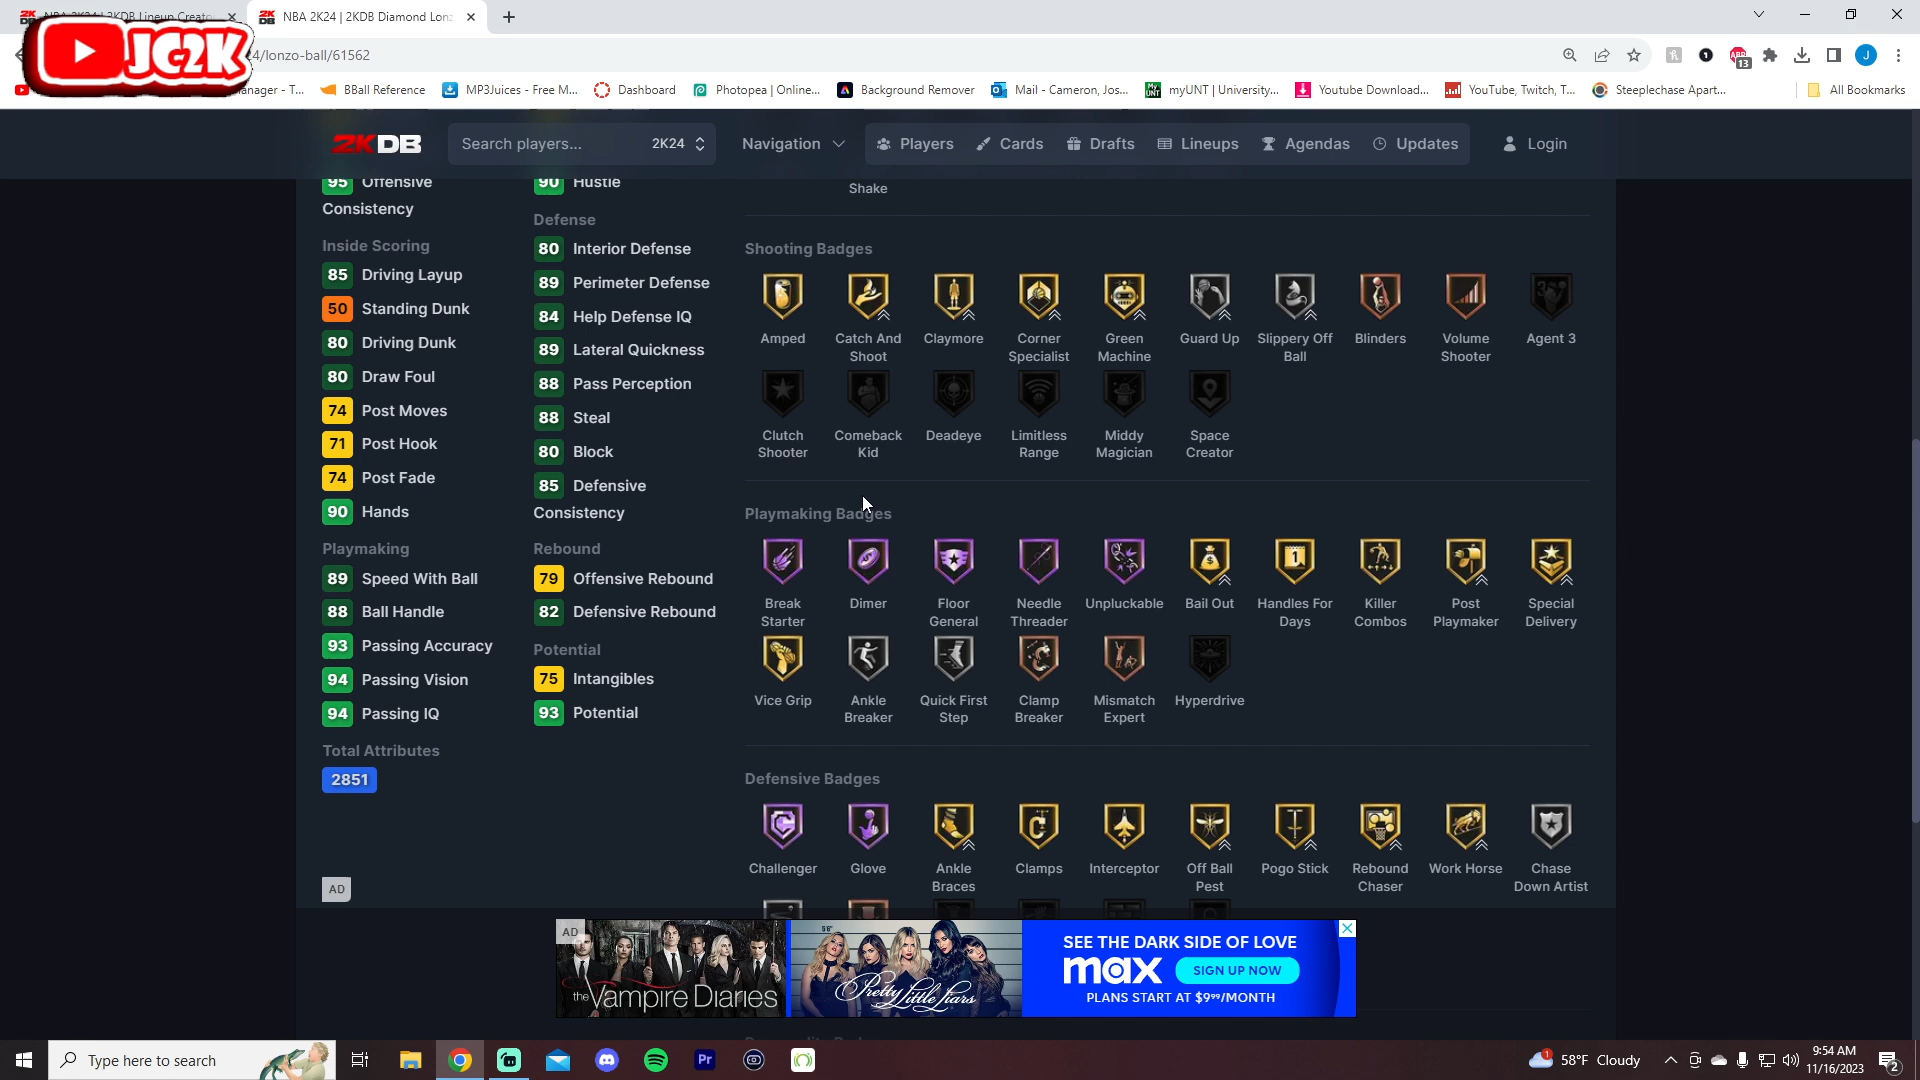 NBA 2K24 | 2KDB Lineup Creato
NBA 2K24 | 2KDB Diamond Lonz
JC2K
4/lonzo-ball/61562
13
J
anager - T...
BBall Reference
MP3Juices - Free M...
Dashboard
Photopea | Online...
Background Remover
Mail - Cameron, Jos...
myUNT | University...
Youtube Download...
YouTube, Twitch, T...
Steeplechase Apart...
All Bookmarks
2KDB
Search players...
2K24
Navigation
Players
Cards
Drafts
Lineups
Agendas
Updates
Login
95 Offensive
Consistency
Inside Scoring
85 Driving Layup
50 Standing Dunk
80 Driving Dunk
80 Draw Foul
74 Post Moves
71 Post Hook
74 Post Fade
90 Hands
Playmaking
89 Speed With Ball
88 Ball Handle
93 Passing Accuracy
94 Passing Vision
94 Passing IQ
Total Attributes
2851
AD
90 Hustle
Defense
80 Interior Defense
89 Perimeter Defense
84 Help Defense IQ
89 Lateral Quickness
88 Pass Perception
88 Steal
80 Block
85 Defensive
Consistency
Rebound
79 Offensive Rebound
82 Defensive Rebound
Potential
75 Intangibles
93 Potential
Shake
Shooting Badges
Amped
Catch And
Shoot
Claymore
Corner
Specialist
Green
Machine
Guard Up
Slippery Off
Ball
Blinders
Volume
Shooter
Agent 3
Clutch
Shooter
Comeback
Kid
Deadeye
Limitless
Range
Middy
Magician
Space
Creator
Playmaking Badges
Break
Starter
Dimer
Floor
General
Needle
Threader
Unpluckable
Bail Out
Handles For
Days
Killer
Combos
Post
Playmaker
Special
Delivery
Vice Grip
Ankle
Breaker
Quick First
Step
Clamp
Breaker
Mismatch
Expert
Hyperdrive
Defensive Badges
Challenger
Glove
Ankle
Braces
Clamps
Interceptor
Off Ball
Pest
Pogo Stick
Rebound
Chaser
Work Horse
Chase
Down Artist
AD
the Vampire Diaries
Pretty Little Liars
SEE THE DARK SIDE OF LOVE
max
SIGN UP NOW
PLANS START AT $9.99/MONTH
Type here to search
58°F Cloudy
9:54 AM
11/16/2023
2